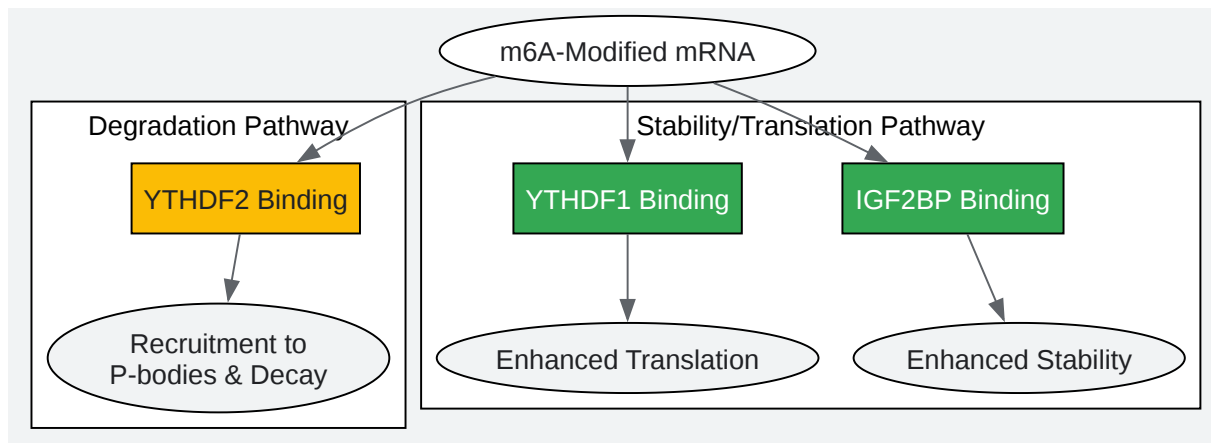 m6A-Modified mRNA
Degradation Pathway
Stability/Translation Pathway
YTHDF2 Binding
YTHDF1 Binding
IGF2BP Binding
Recruitment to
P-bodies & Decay
Enhanced Translation
Enhanced Stability